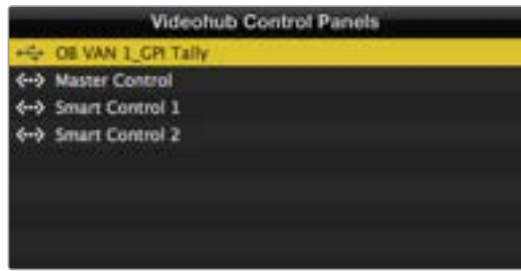 Videohub Control Panels
OB VAN 1_GPI Tally
Master Control
Smart Control 1
Smart Control 2